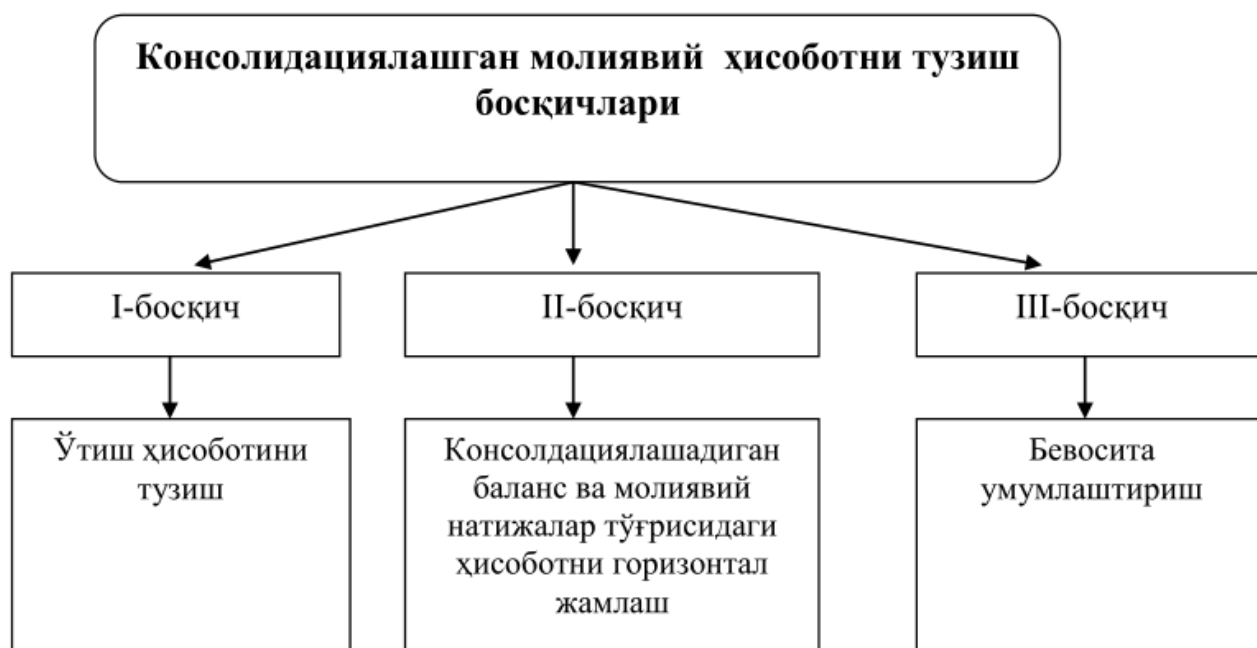 Консолидациялашган молиявий ҳисоботни тузиш
босқичлари
I-босқич
II-босқич
III-босқич
Ўтиш ҳисоботини
тузиш
Консолдациялашадиган
баланс ва молиявий
натижалар тўғрисидаги
ҳисоботни горизонтал
жамлаш
Бевосита
умумлаштириш